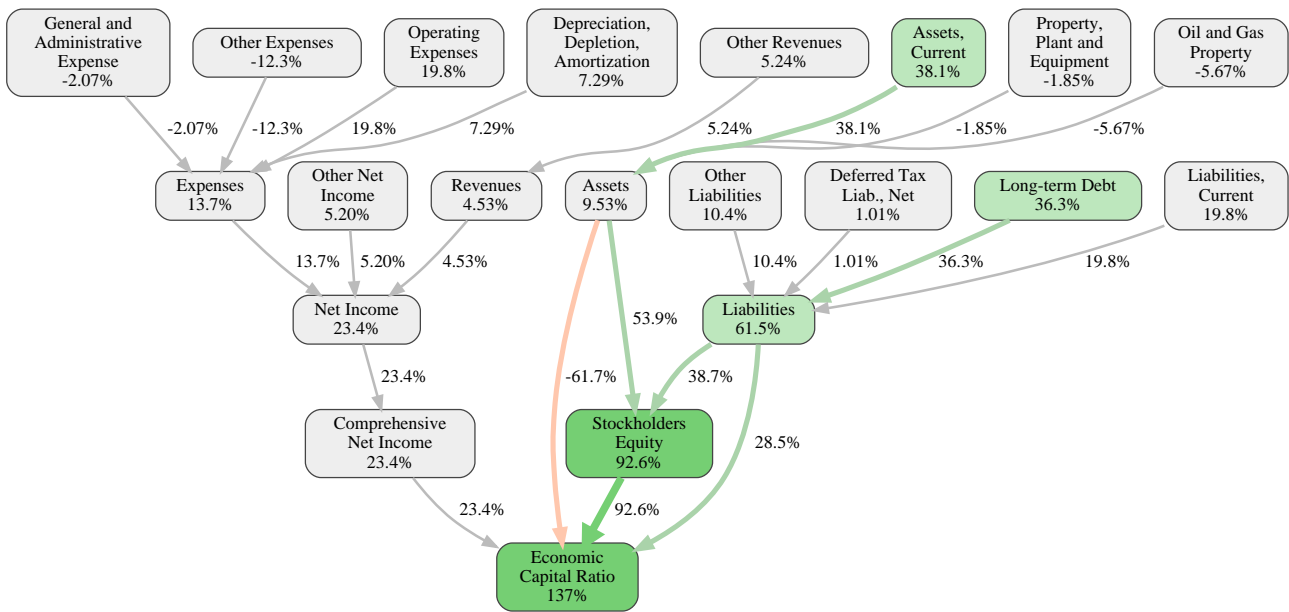 General and
Administrative
Expense
-2.07%
Other Expenses
-12.3%
Operating
Expenses
19.8%
Depreciation,
Depletion,
Amortization
7.29%
Other Revenues
5.24%
Assets,
Current
38.1%
Property,
Plant and
Equipment
-1.85%
Oil and Gas
Property
-5.67%
-2.07%
-12.3%
19.8%
7.29%
5.24%
38.1%
-1.85%
-5.67%
Expenses
13.7%
Other Net
Income
5.20%
Revenues
4.53%
Assets
9.53%
Other
Liabilities
10.4%
Deferred Tax
Liab., Net
1.01%
Long-term Debt
36.3%
Liabilities,
Current
19.8%
13.7%
5.20%
4.53%
10.4%
1.01%
36.3%
19.8%
Net Income
23.4%
53.9%
Liabilities
61.5%
23.4%
-61.7%
38.7%
Comprehensive
Net Income
23.4%
Stockholders
Equity
92.6%
28.5%
23.4%
92.6%
Economic
Capital Ratio
137%